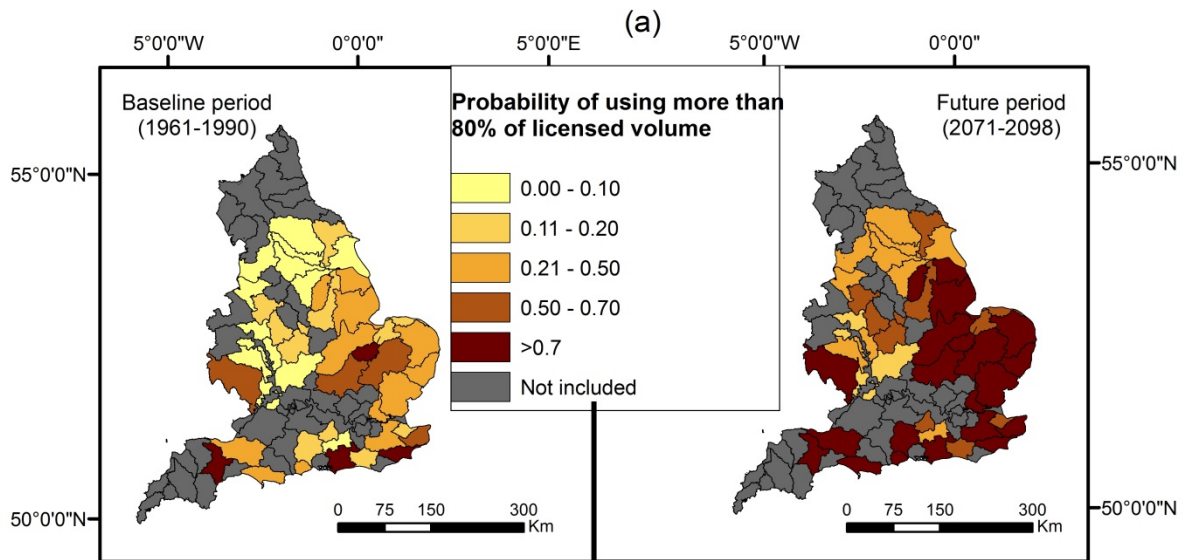 (a)
5°0'0"W 0°0'0" 5°0'0"E 5°0'0"W 0°0'0"
Baseline period
(1961-1990)
Probability of using more than
80% of licensed volume
0.00 - 0.10
0.11 - 0.20
0.21 - 0.50
0.50 - 0.70
>0.7
Not included
Future period
(2071-2098)
55°0'0"N 55°0'0"N
50°0'0"N 50°0'0"N
0 75 150 300
Km
0 75 150 300
Km